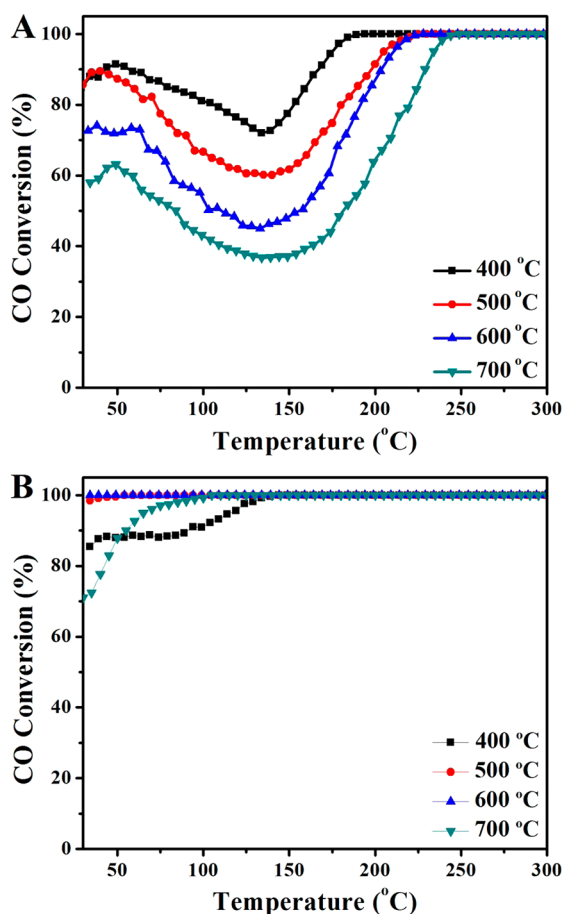 A
100
80
60
40
20
0
CO Conversion (%)
400 °C
500 °C
600 °C
700 °C
50 100 150 200 250 300
Temperature (°C)
B
100
80
60
40
20
0
CO Conversion (%)
400 ºC
500 ºC
600 ºC
700 ºC
50 100 150 200 250 300
Temperature (°C)